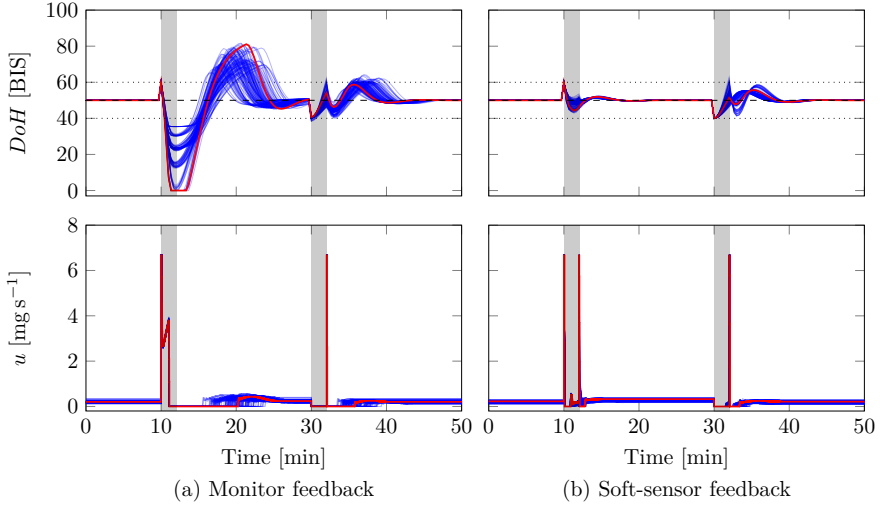 100
80
60
40
20
0
DoH [BIS]
8
6
4
2
0
u [mg s⁻¹]
0 10 20 30 40 50
0 10 20 30 40 50
Time [min]
Time [min]
(a) Monitor feedback
(b) Soft-sensor feedback